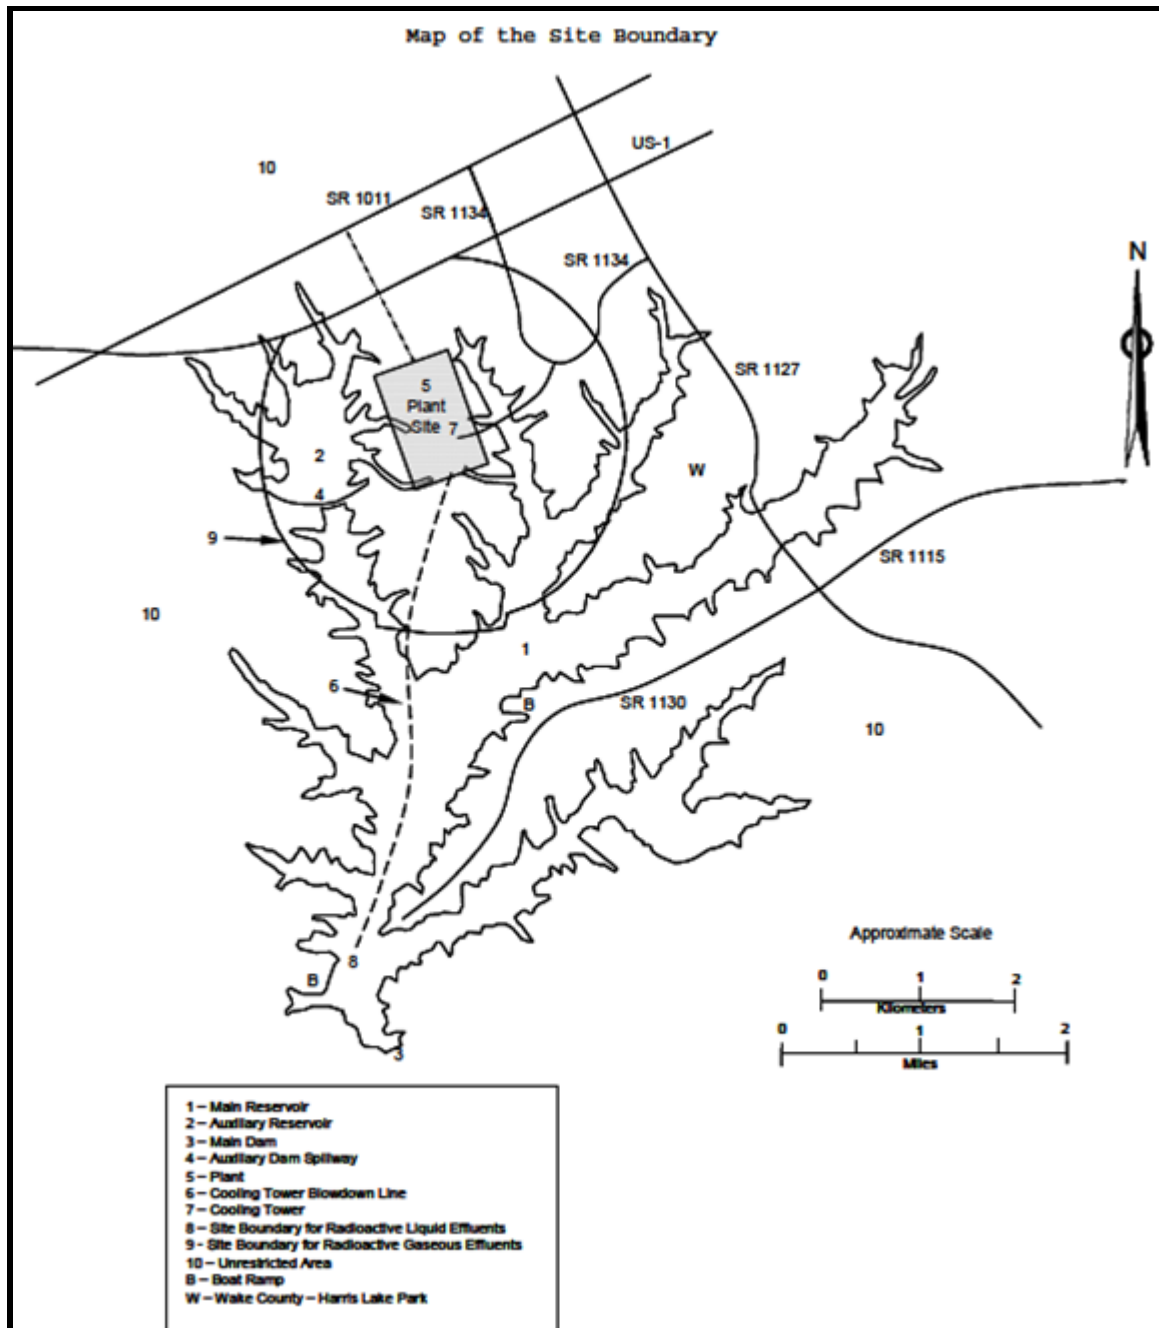 Map of the Site Boundary
US-1
10
SR 1011
SR 1134
SR 1134
N
SR 1127
5
Plant
Site 7
2
W
4
9
SR 1115
10
1
6
B
SR 1130
10
Approximate Scale
8
B
0 1 2
Kilometers
0 1 2
Miles
3
1 – Main Reservoir
2 – Auxiliary Reservoir
3 – Main Dam
4 – Auxiliary Dam Spillway
5 – Plant
6 – Cooling Tower Blowdown Line
7 – Cooling Tower
8 – Site Boundary for Radioactive Liquid Effluents
9 - Site Boundary for Radioactive Gaseous Effluents
10 – Unrestricted Area
B – Boat Ramp
W – Wake County – Harris Lake Park